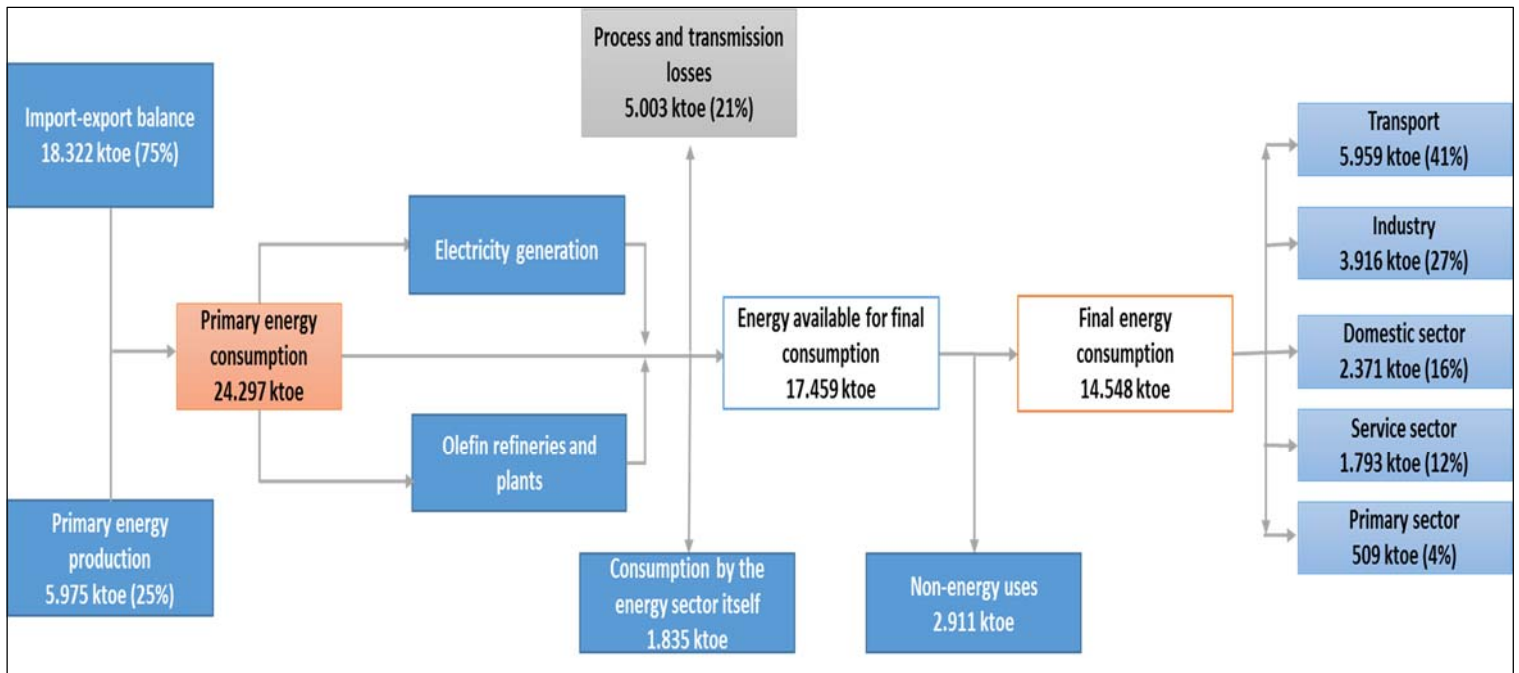 Process and transmission
losses
5.003 ktoe (21%)
Import-export balance
18.322 ktoe (75%)
Transport
5.959 ktoe (41%)
Industry
3.916 ktoe (27%)
Electricity generation
Primary energy
consumption
24.297 ktoe
Energy available for final
consumption
17.459 ktoe
Final energy
consumption
14.548 ktoe
Domestic sector
2.371 ktoe (16%)
Olefin refineries and
plants
Service sector
1.793 ktoe (12%)
Primary energy
production
5.975 ktoe (25%)
Primary sector
509 ktoe (4%)
Consumption by the
energy sector itself
1.835 ktoe
Non-energy uses
2.911 ktoe